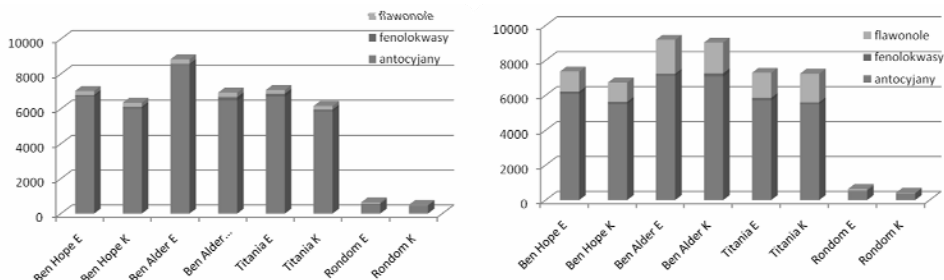 flawonole
fenolokwasy
antocyjany
10000
8000
6000
4000
2000
0
Ben Hope E
Ben Hope K
Ben Alder E
Ben Alder...
Titania E
Titania K
Rondom E
Rondom K
flawonole
fenolokwasy
antocyjany
10000
8000
6000
4000
2000
0
Ben Hope E
Ben Hope K
Ben Alder E
Ben Alder K
Titania E
Titania K
Rondom E
Rondom K